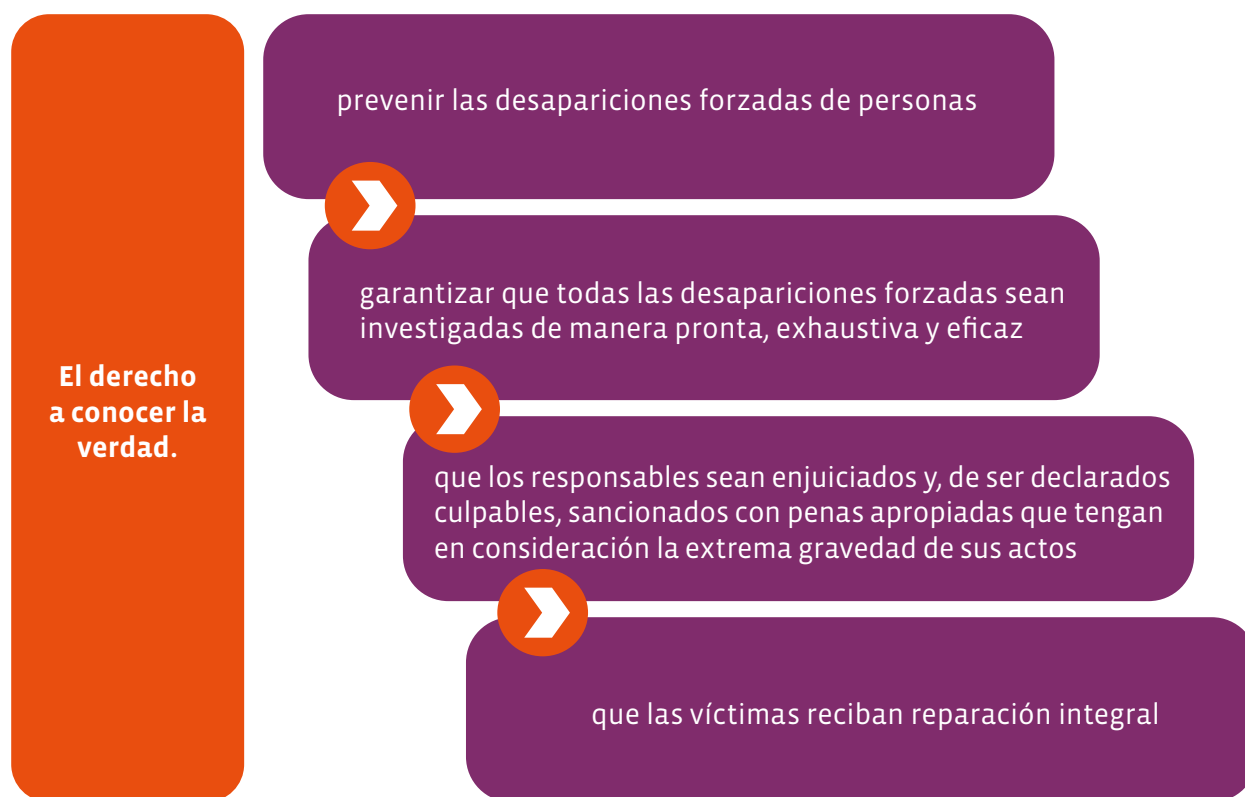 El derecho
a conocer la
verdad.
prevenir las desapariciones forzadas de personas
garantizar que todas las desapariciones forzadas sean
investigadas de manera pronta, exhaustiva y eficaz
que los responsables sean enjuiciados y, de ser declarados
culpables, sancionados con penas apropiadas que tengan
en consideración la extrema gravedad de sus actos
que las víctimas reciban reparación integral